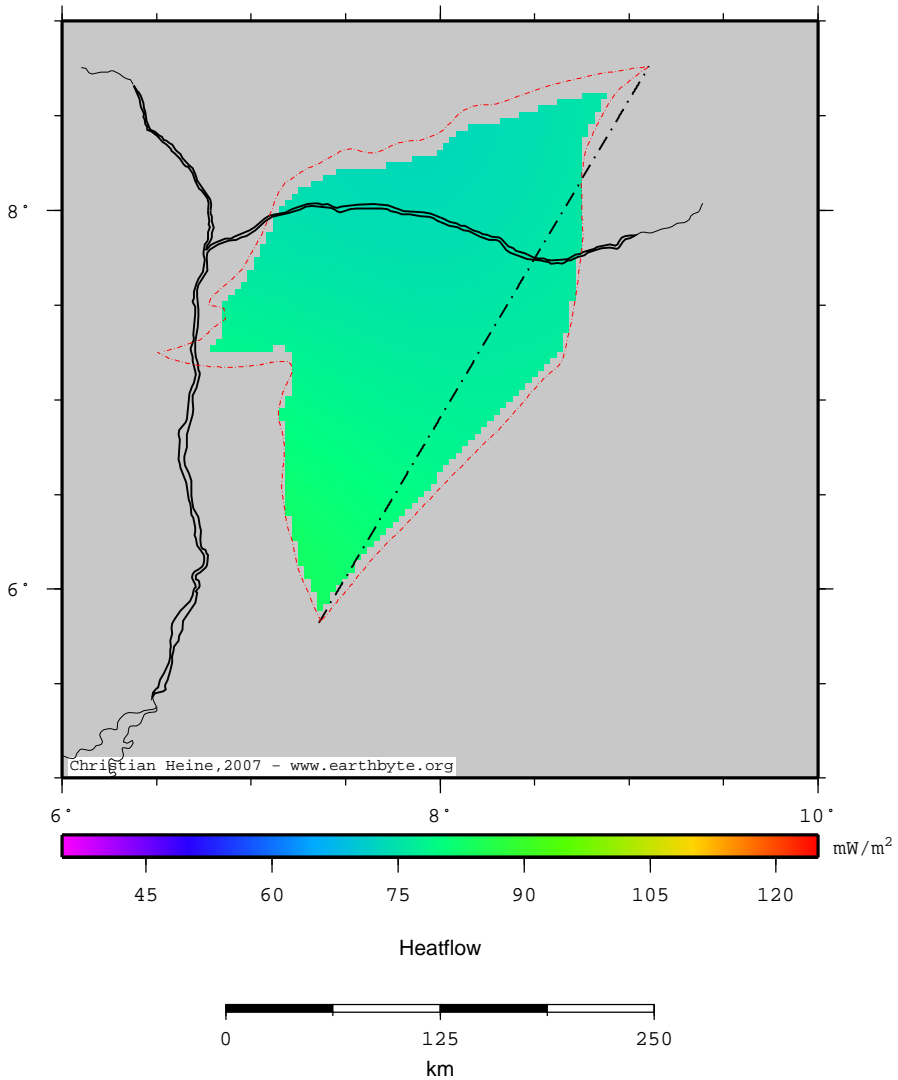 8°
6°
Christian Heine,2007 - www.earthbyte.org
6° 8° 10°
mW/m²
45 60 75 90 105 120
Heatflow
0 125 250
km